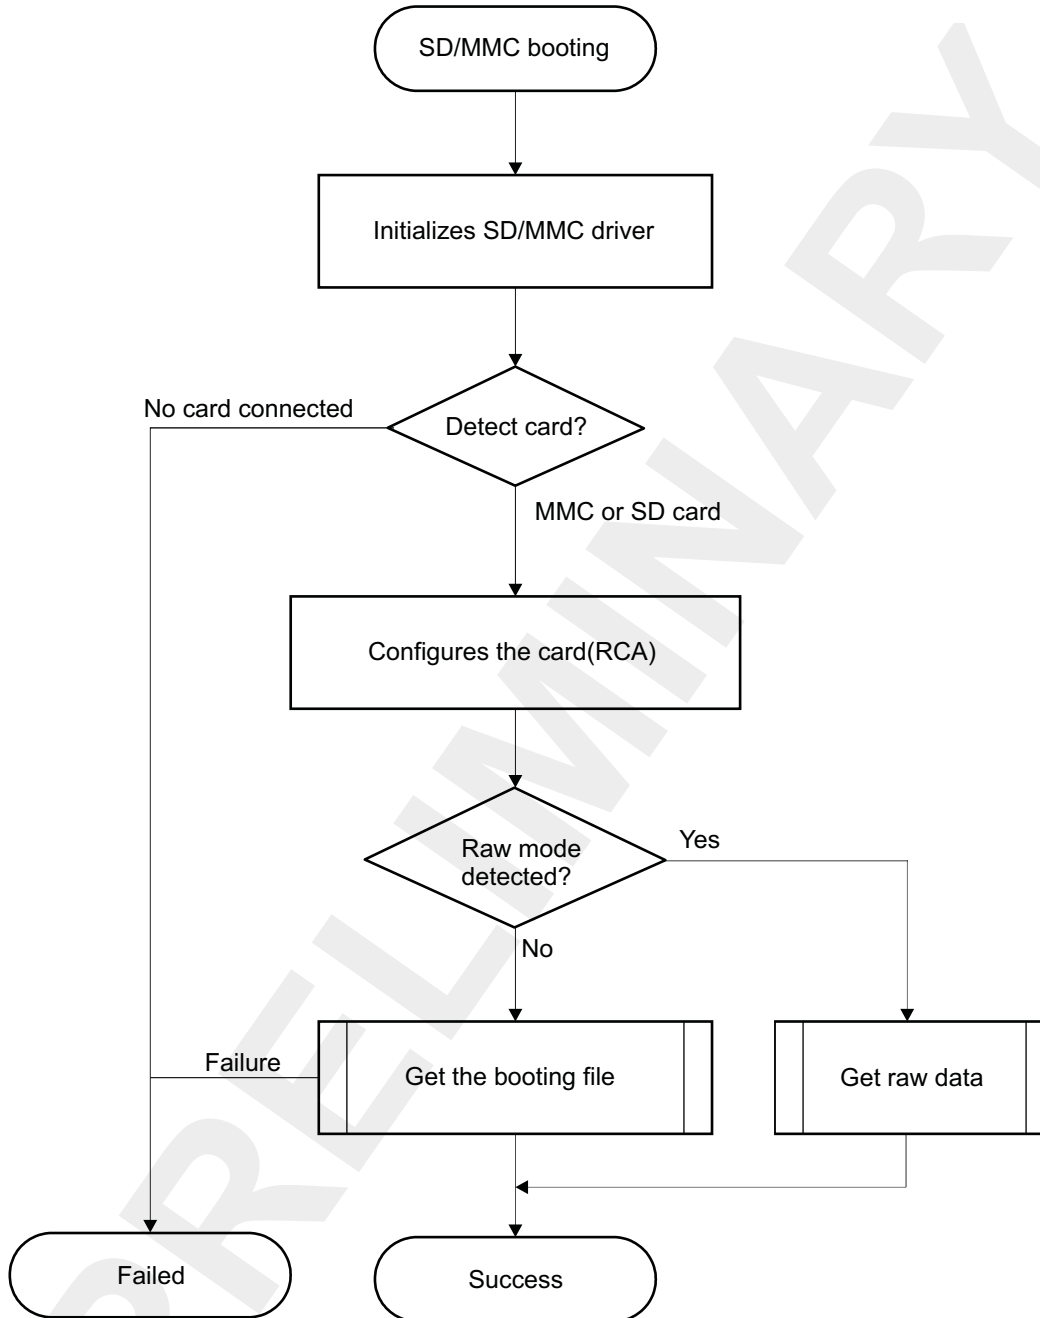 SD/MMC booting
Initializes SD/MMC driver
No card connected
Detect card?
MMC or SD card
Configures the card(RCA)
Raw mode
detected?
Yes
No
Failure
Get the booting file
Get raw data
Failed
Success
PRELIMINARY